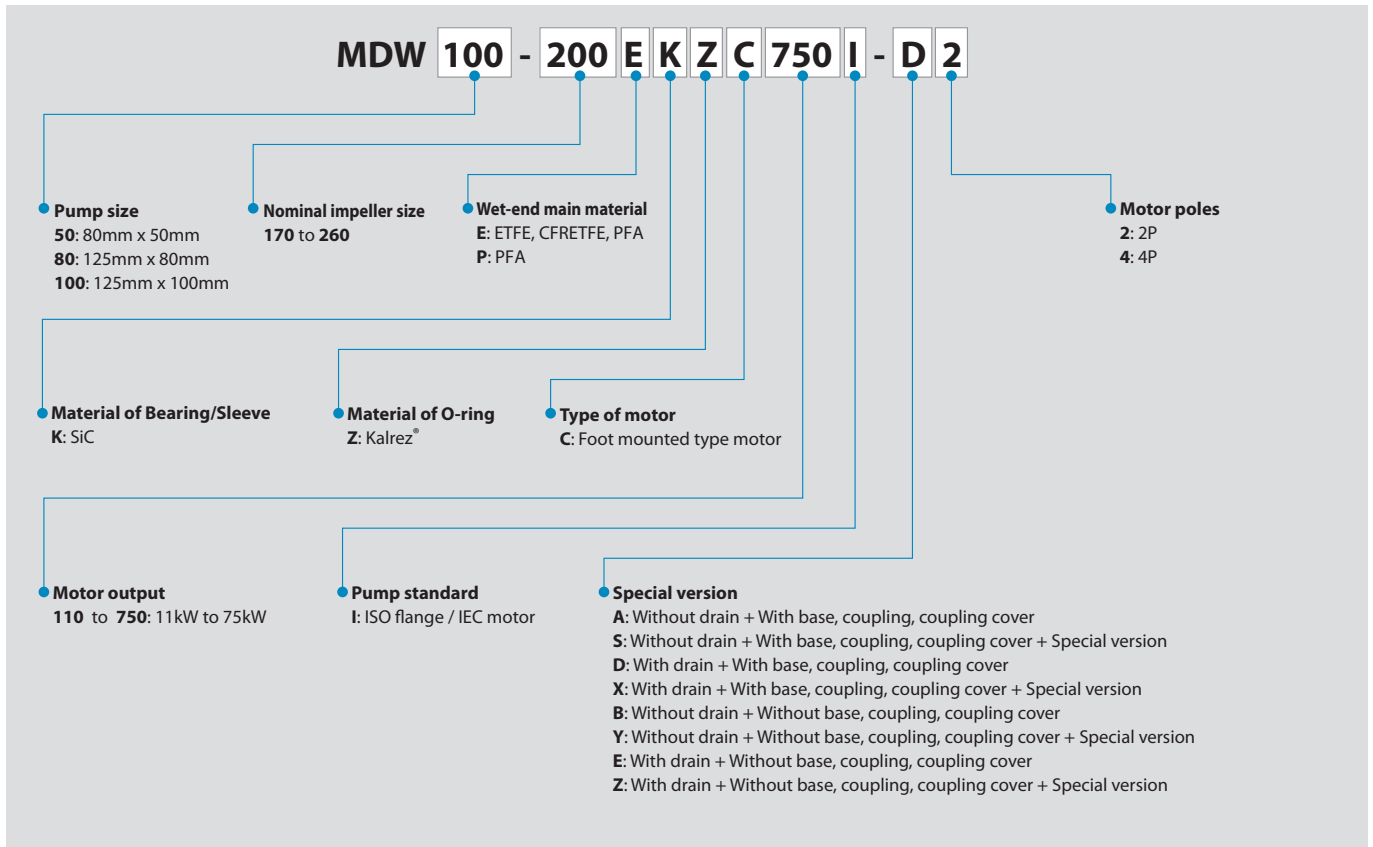 MDW 100 - 200 E K Z C 750 I - D 2
Pump size
50: 80mm x 50mm
80: 125mm x 80mm
100: 125mm x 100mm
Nominal impeller size
170 to 260
Wet-end main material
E: ETFE, CFRETFE, PFA
P: PFA
Motor poles
2: 2P
4: 4P
Material of Bearing/Sleeve
K: SiC
Material of O-ring
Z: Kalrez®
Type of motor
C: Foot mounted type motor
Motor output
110 to 750: 11kW to 75kW
Pump standard
I: ISO flange / IEC motor
Special version
A: Without drain + With base, coupling, coupling cover
S: Without drain + With base, coupling, coupling cover + Special version
D: With drain + With base, coupling, coupling cover
X: With drain + With base, coupling, coupling cover + Special version
B: Without drain + Without base, coupling, coupling cover
Y: Without drain + Without base, coupling, coupling cover + Special version
E: With drain + Without base, coupling, coupling cover
Z: With drain + Without base, coupling, coupling cover + Special version